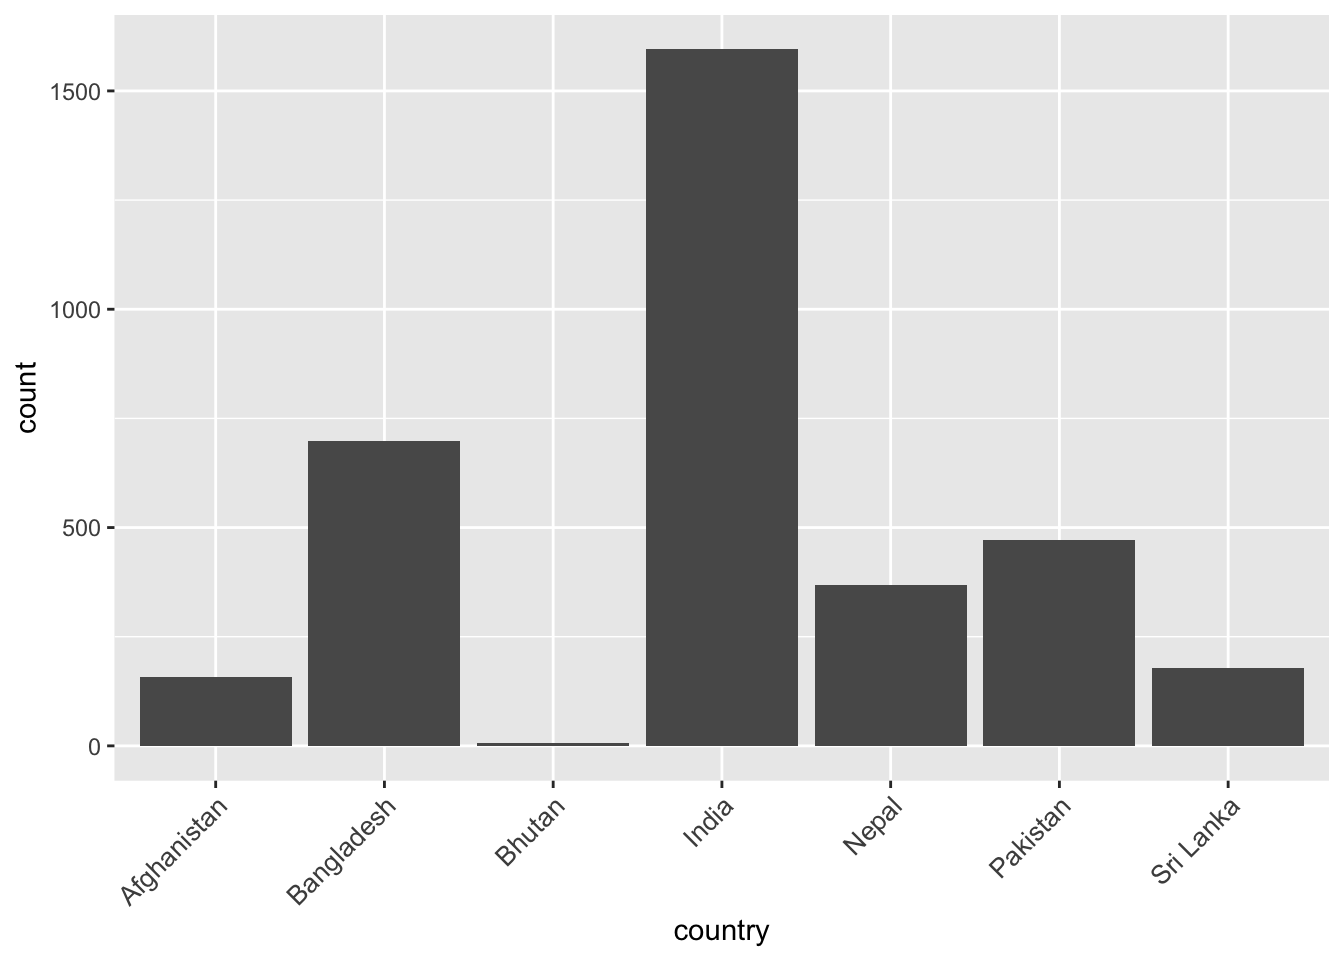 1500
1000
500
0
count
Afghanistan
Bangladesh
Bhutan
India
Nepal
Pakistan
Sri Lanka
country